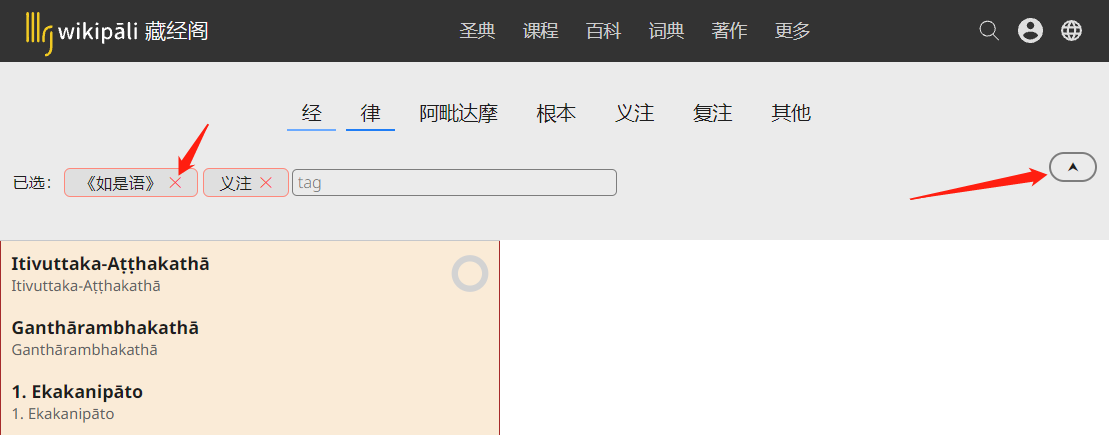 wikipāli 藏经阁 圣典 课程 百科 词典 著作 更多
经 律 阿毗达摩 根本 义注 复注 其他
已选： 《如是语》 × 义注 × tag
Itivuttaka-Aṭṭhakathā
Itivuttaka-Aṭṭhakathā
Ganthārambhakathā
Ganthārambhakathā
1. Ekakanipāto
1. Ekakanipāto